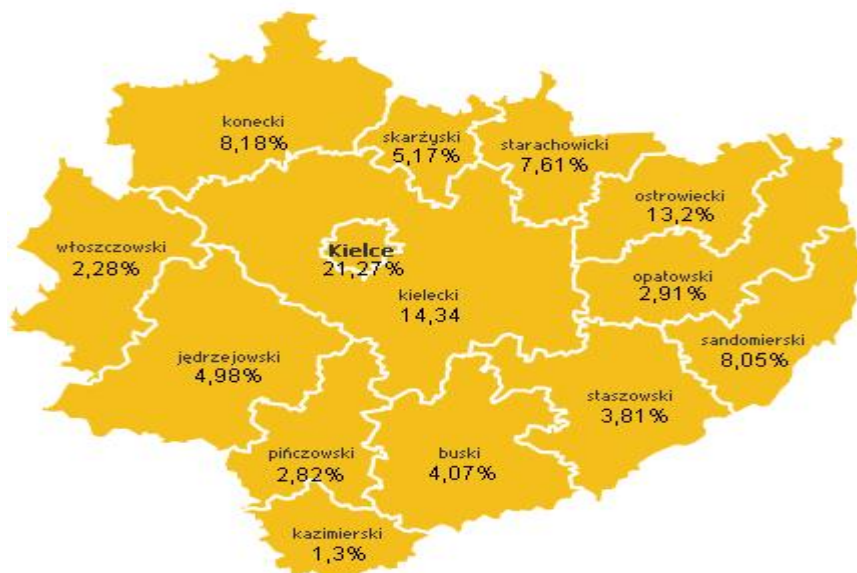 konecki
8,18%
skarżyski
5,17%
starachowicki
7,61%
ostrowiecki
13,2%
włoszczowski
2,28%
Kielce
21,27%
kielecki
14,34
opatowski
2,91%
sandomierski
8,05%
jędrzejowski
4,98%
staszowski
3,81%
pińczowski
2,82%
buski
4,07%
kazimierski
1,3%